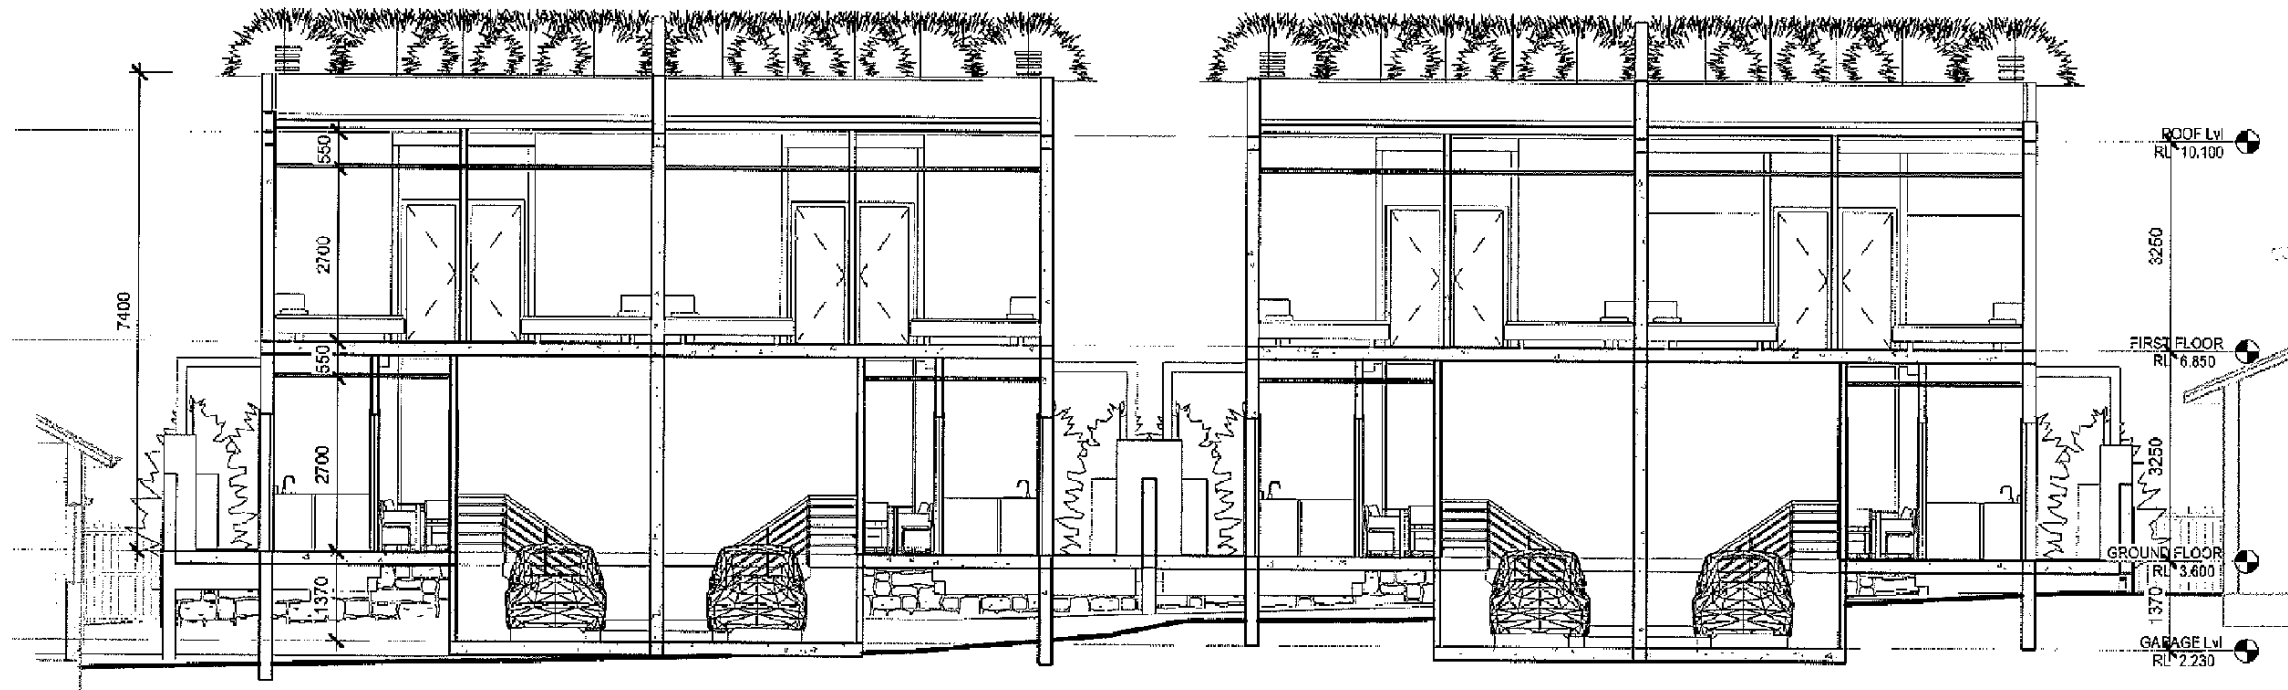 7400
550
2700
550
2700
1370
ROOF Lvl
RL 10.100
3250
FIRST FLOOR
RL 6.850
3250
GROUND FLOOR
RL 3.600
1370
GARAGE Lvl
RL 2.230